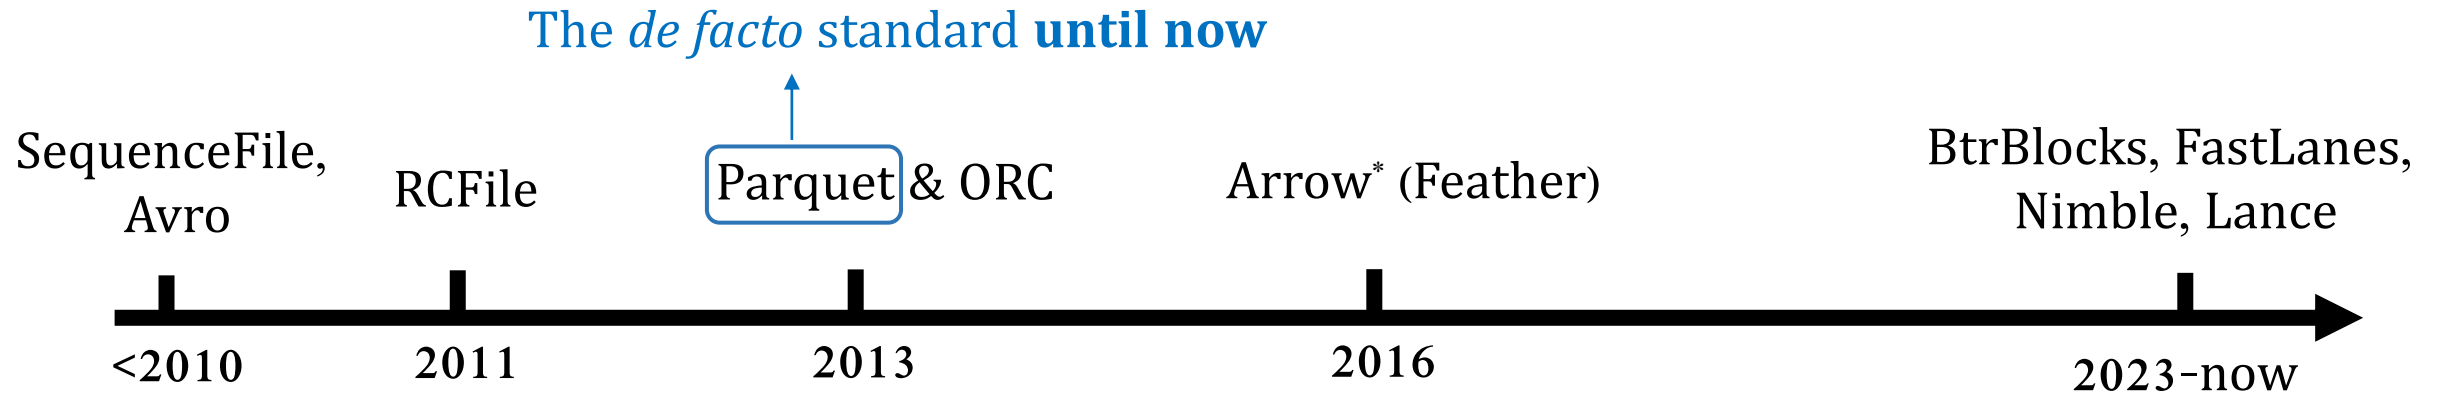 The de facto standard until now
SequenceFile,
Avro
RCFile
Parquet & ORC
Arrow* (Feather)
BtrBlocks, FastLanes,
Nimble, Lance
<2010
2011
2013
2016
2023-now